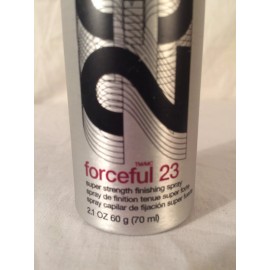 23
forceful 23
super strength finishing spray
spray de finition tenue super forte
spray capilar de fijación super fuerte
2.1 OZ 60 g (70 ml)